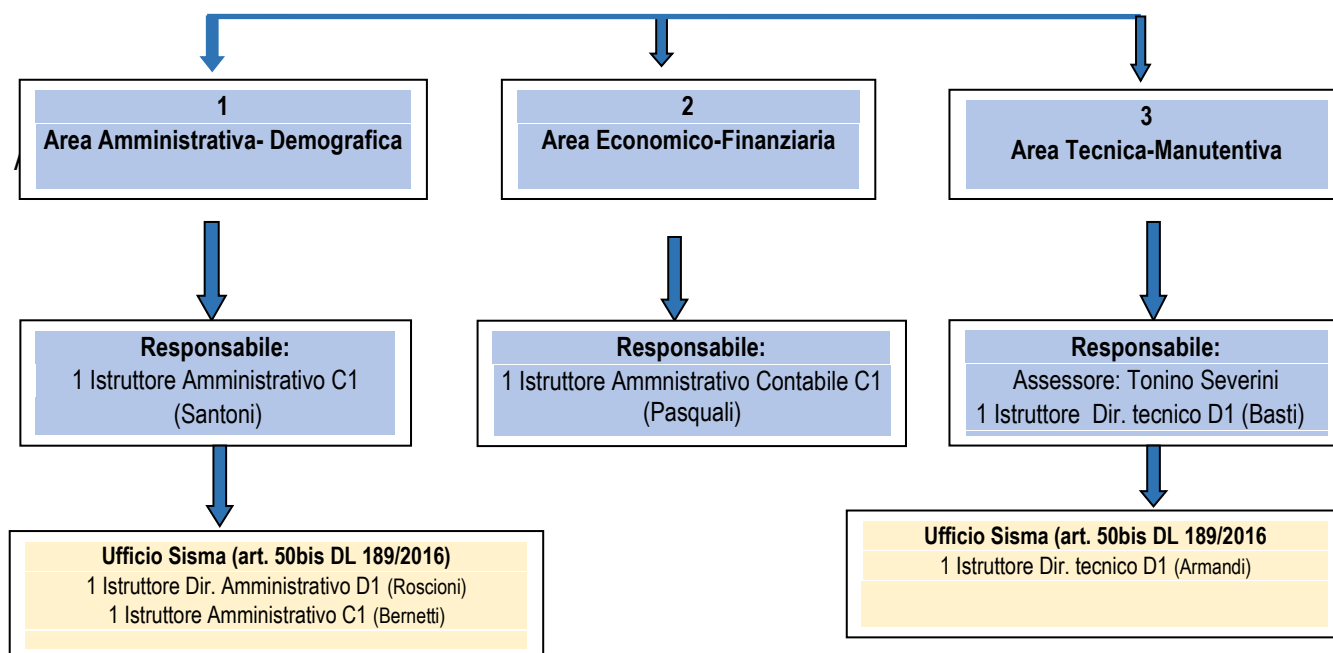 1
Area Amministrativa- Demografica
2
Area Economico-Finanziaria
3
Area Tecnica-Manutentiva
Responsabile:
1 Istruttore Amministrativo C1
(Santoni)
Responsabile:
1 Istruttore Ammnistrativo Contabile C1
(Pasquali)
Responsabile:
Assessore: Tonino Severini
1 Istruttore Dir. tecnico D1 (Basti)
Ufficio Sisma (art. 50bis DL 189/2016)
1 Istruttore Dir. Amministrativo D1 (Roscioni)
1 Istruttore Amministrativo C1 (Bernetti)
Ufficio Sisma (art. 50bis DL 189/2016
1 Istruttore Dir. tecnico D1 (Armandi)